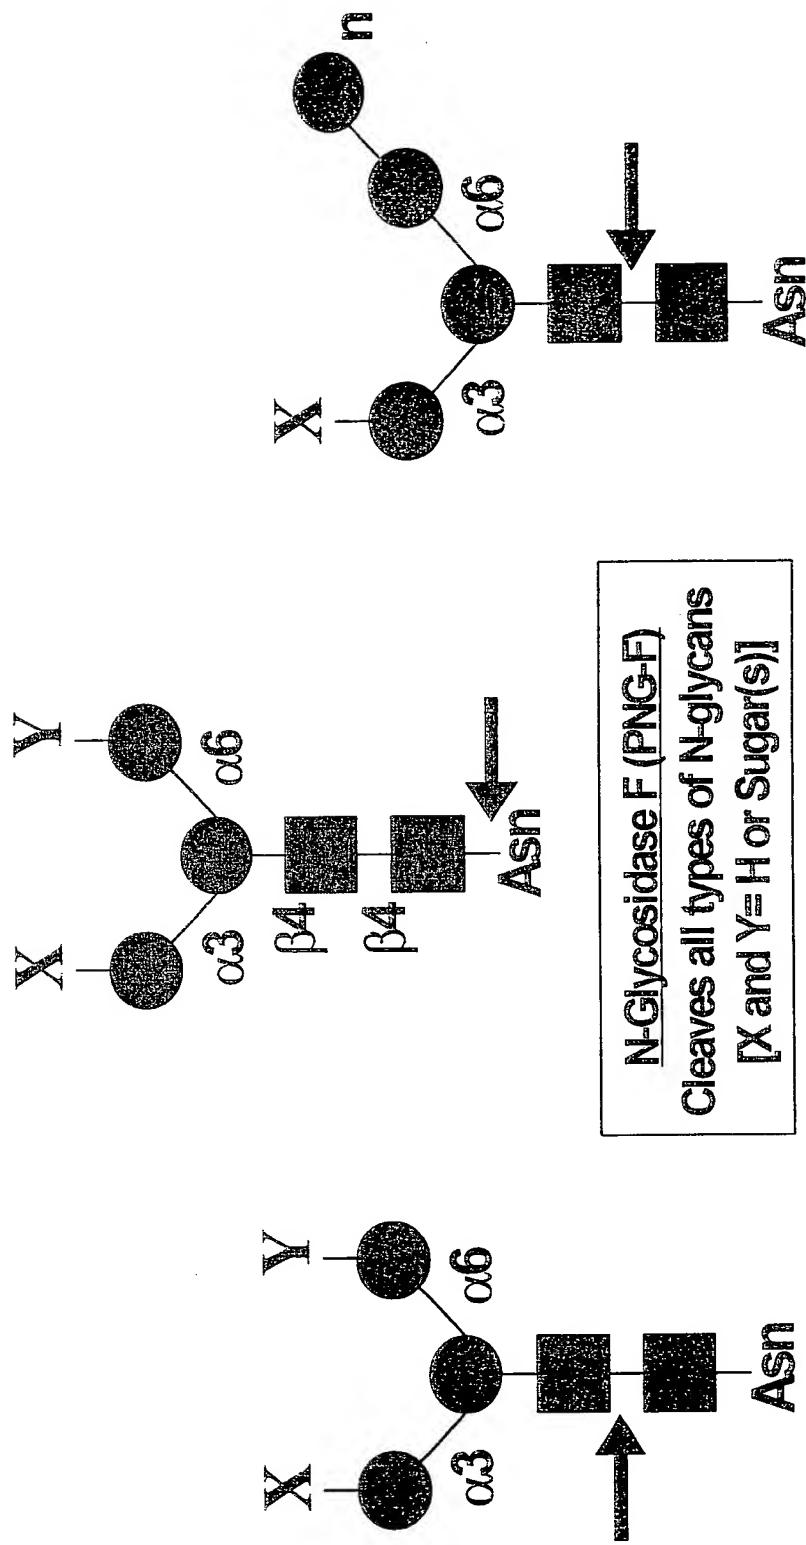 X Y
α3 α6
Asn
X Y
α3 α6
β4
β4
Asn
N-Glycosidase F (PNG-F)
Cleaves all types of N-glycans
[X and Y= H or Sugar(s)]
n
X
α3 α6
Asn